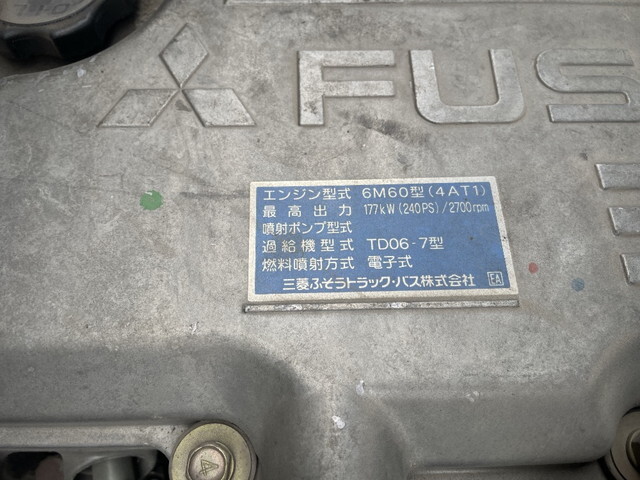 FUS
エンジン型式 6M60型(4AT1)
最高出力 177kW(240PS)/2700rpm
噴射ポンプ型式
過給機型式 TD06-7型
燃料噴射方式 電子式
三菱ふそうトラック・バス株式会社 EA
4